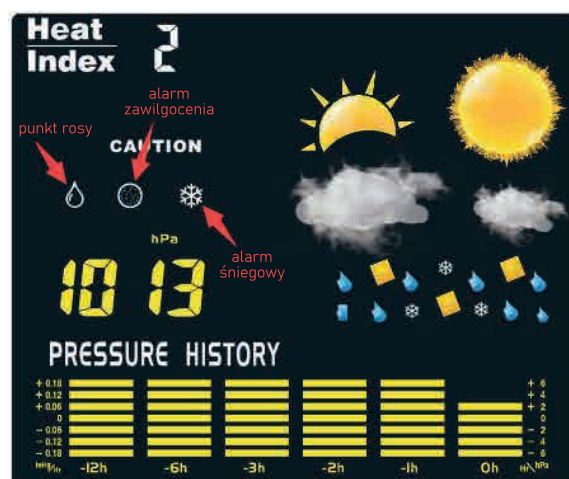 Heat
Index 2
alarm
zawilgocenia
punkt rosy
CAUTION
hPa
alarm
śniegowy
1013
PRESSURE HISTORY
+ 0.18 + 6
+ 0.12 + 4
+ 0.06 + 2
0 0
- 0.06 - 2
- 0.12 - 4
- 0.18 - 6
-12h -6h -3h -2h -1h 0h hPa